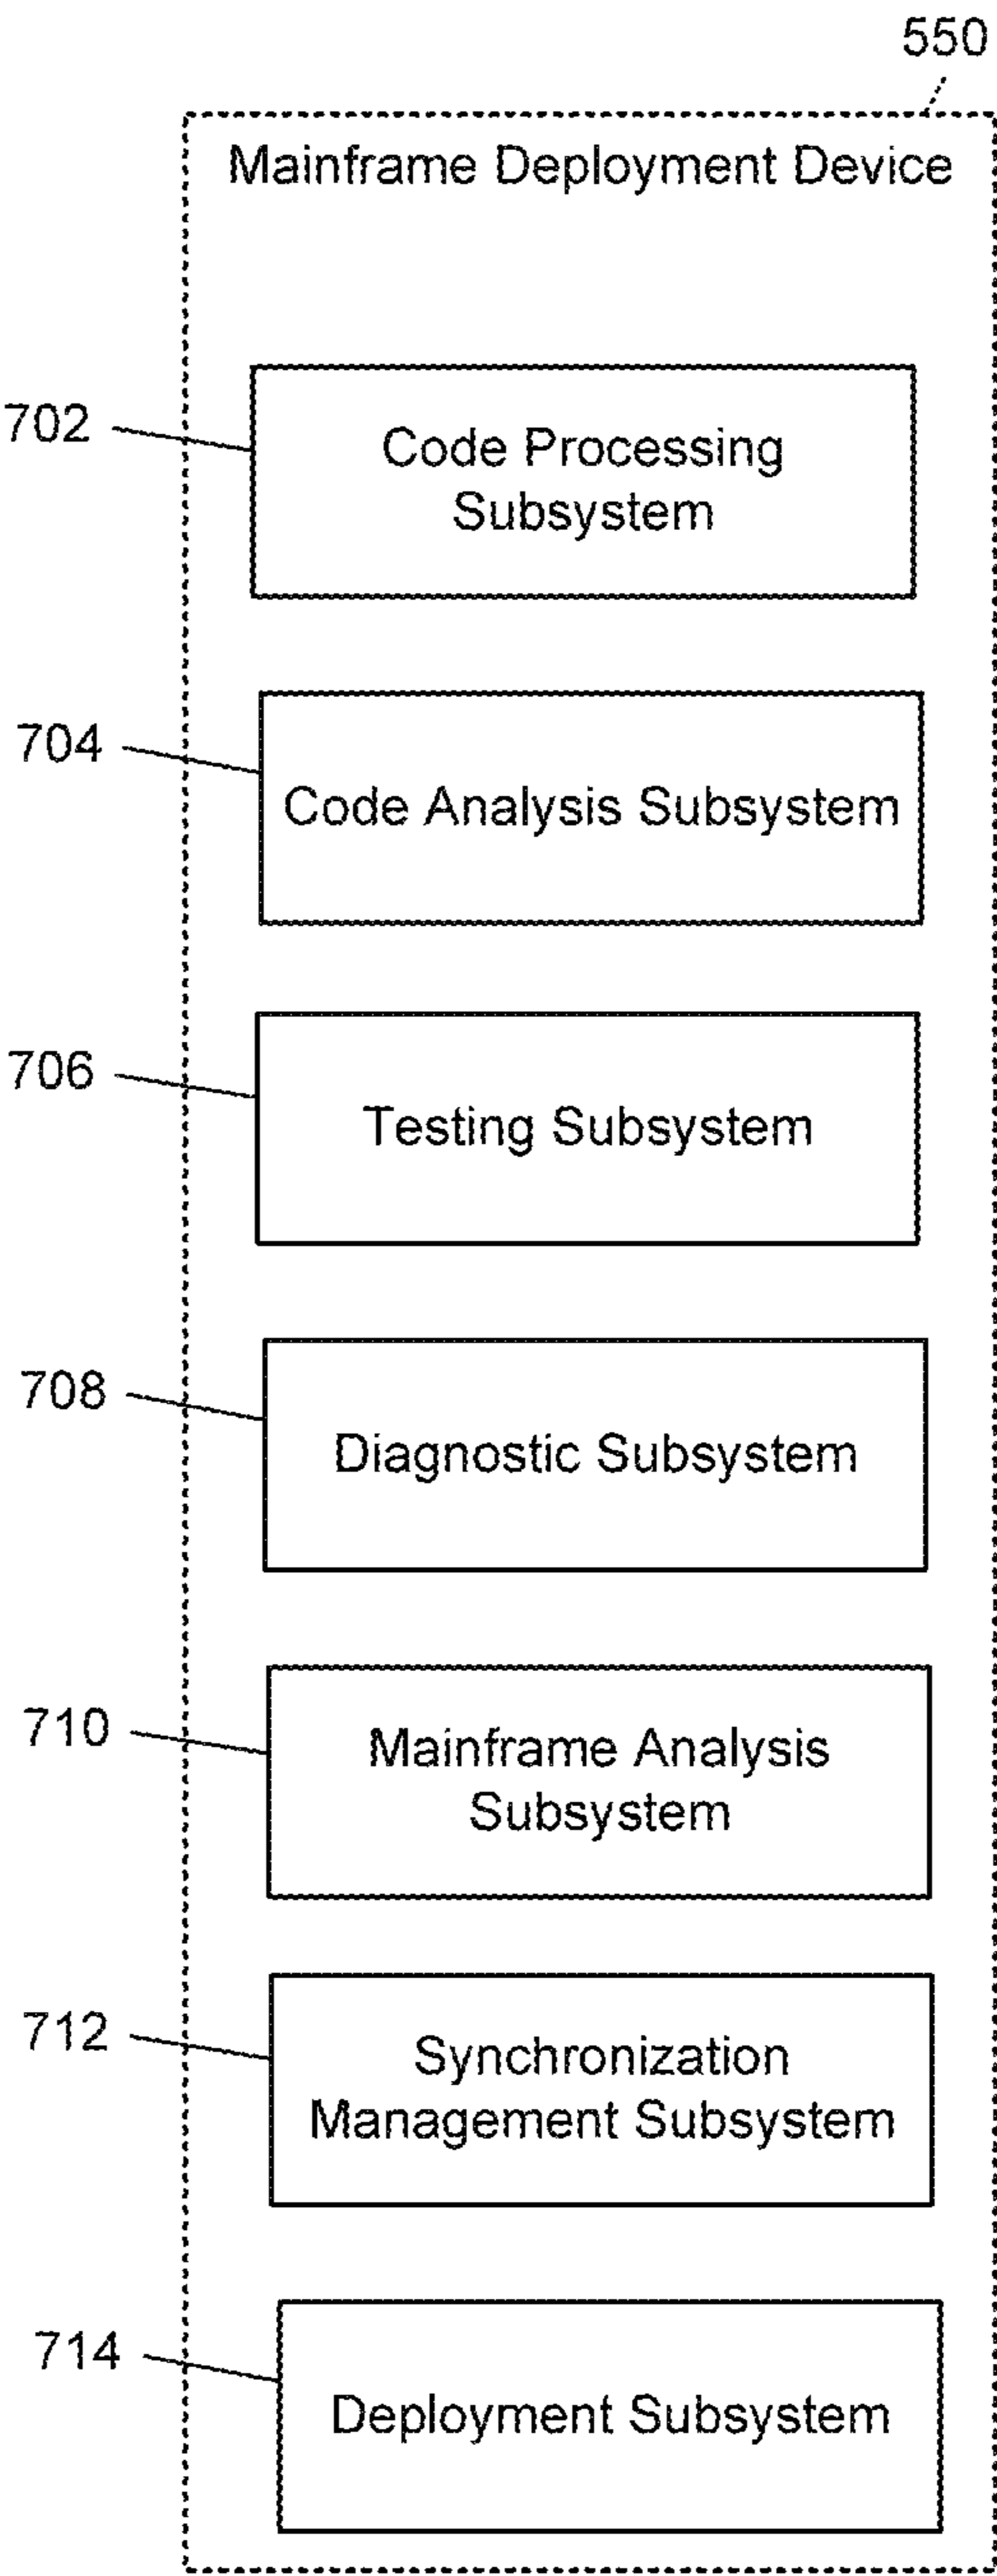 550
Mainframe Deployment Device
702
Code Processing
Subsystem
704
Code Analysis Subsystem
706
Testing Subsystem
708
Diagnostic Subsystem
710
Mainframe Analysis
Subsystem
712
Synchronization
Management Subsystem
714
Deployment Subsystem